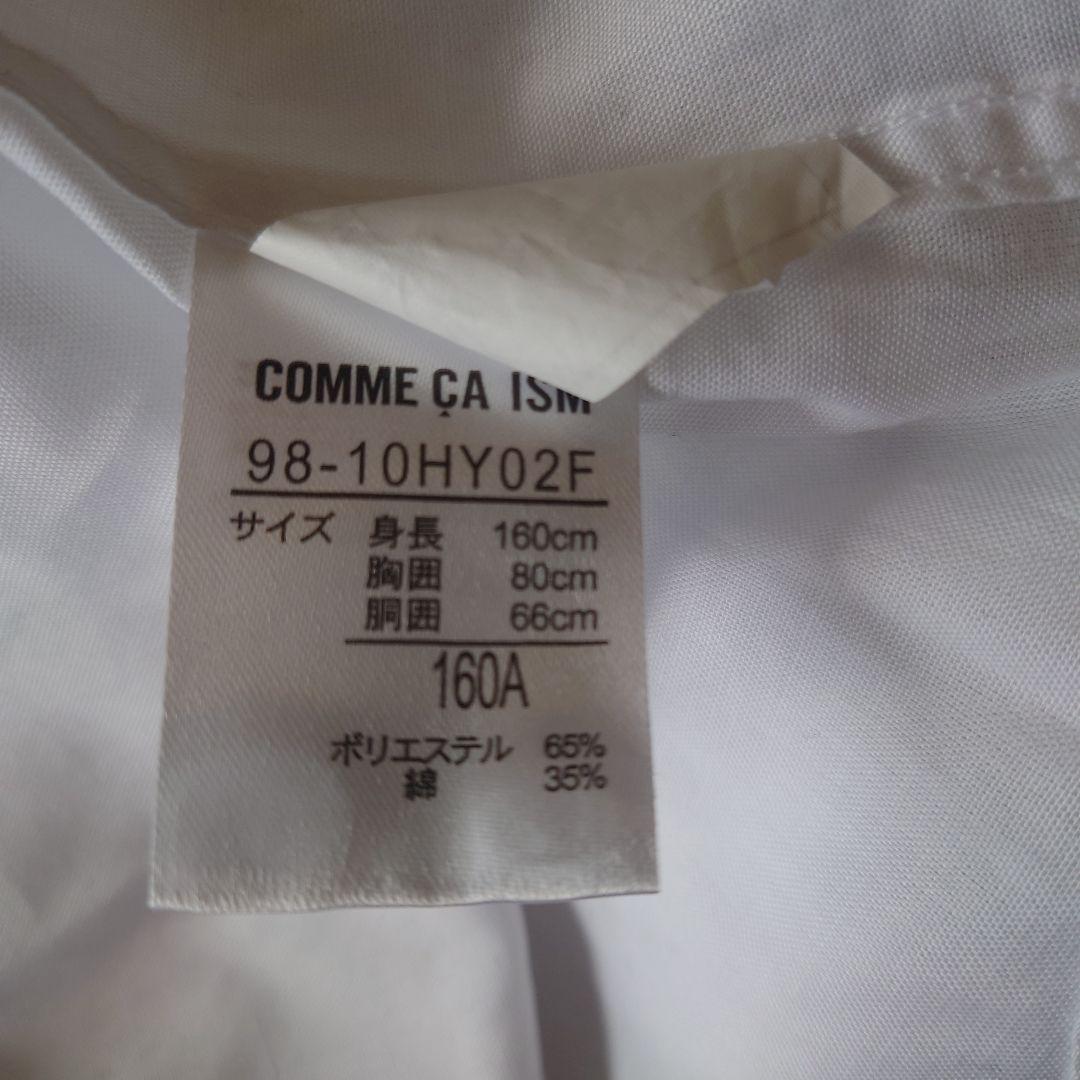 COMME ÇA ISM
98-10HY02F
サイズ 身長 160cm
胸囲 80cm
胴囲 66cm
160A
ポリエステル 65%
綿 35%